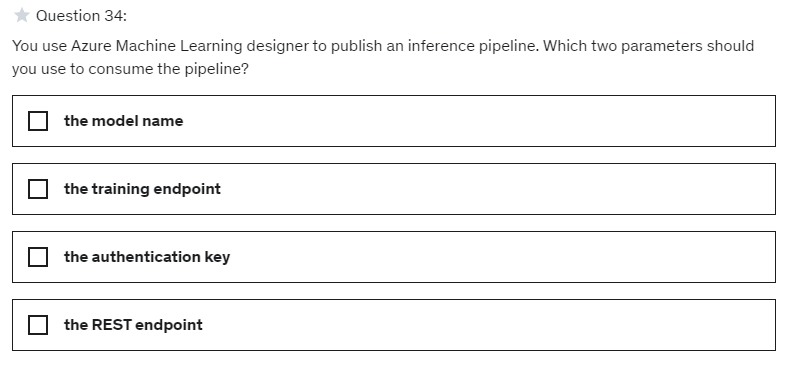 Question 34:
You use Azure Machine Learning designer to publish an inference pipeline. Which two parameters should
you use to consume the pipeline?
the model name
the training endpoint
the authentication key
the REST endpoint